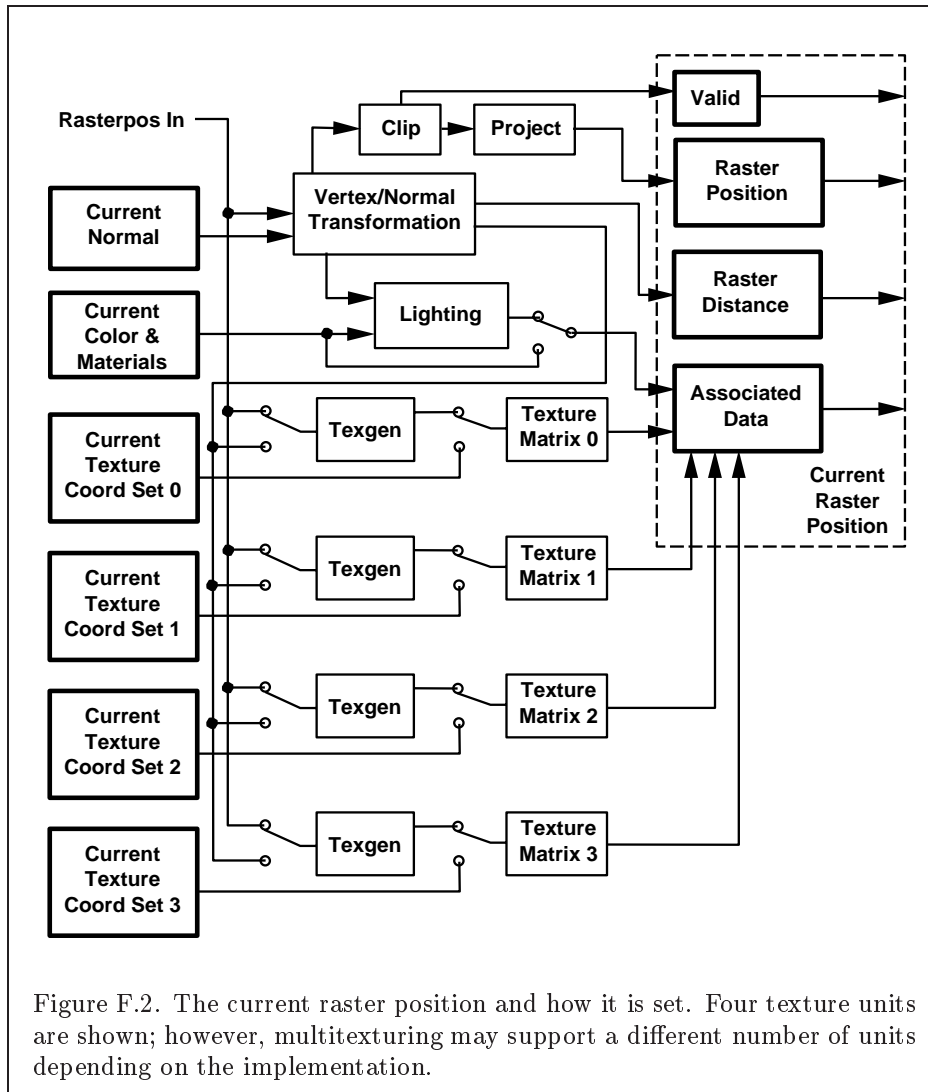 Rasterpos In
Clip
Project
Valid
Raster
Position
Current
Normal
Vertex/Normal
Transformation
Raster
Distance
Current
Color &
Materials
Lighting
Associated
Data
Current
Texture
Coord Set 0
Texgen
Texture
Matrix 0
Current
Raster
Position
Current
Texture
Coord Set 1
Texgen
Texture
Matrix 1
Current
Texture
Coord Set 2
Texgen
Texture
Matrix 2
Current
Texture
Coord Set 3
Texgen
Texture
Matrix 3
Figure F.2. The current raster position and how it is set. Four texture units
are shown; however, multitexturing may support a different number of units
depending on the implementation.